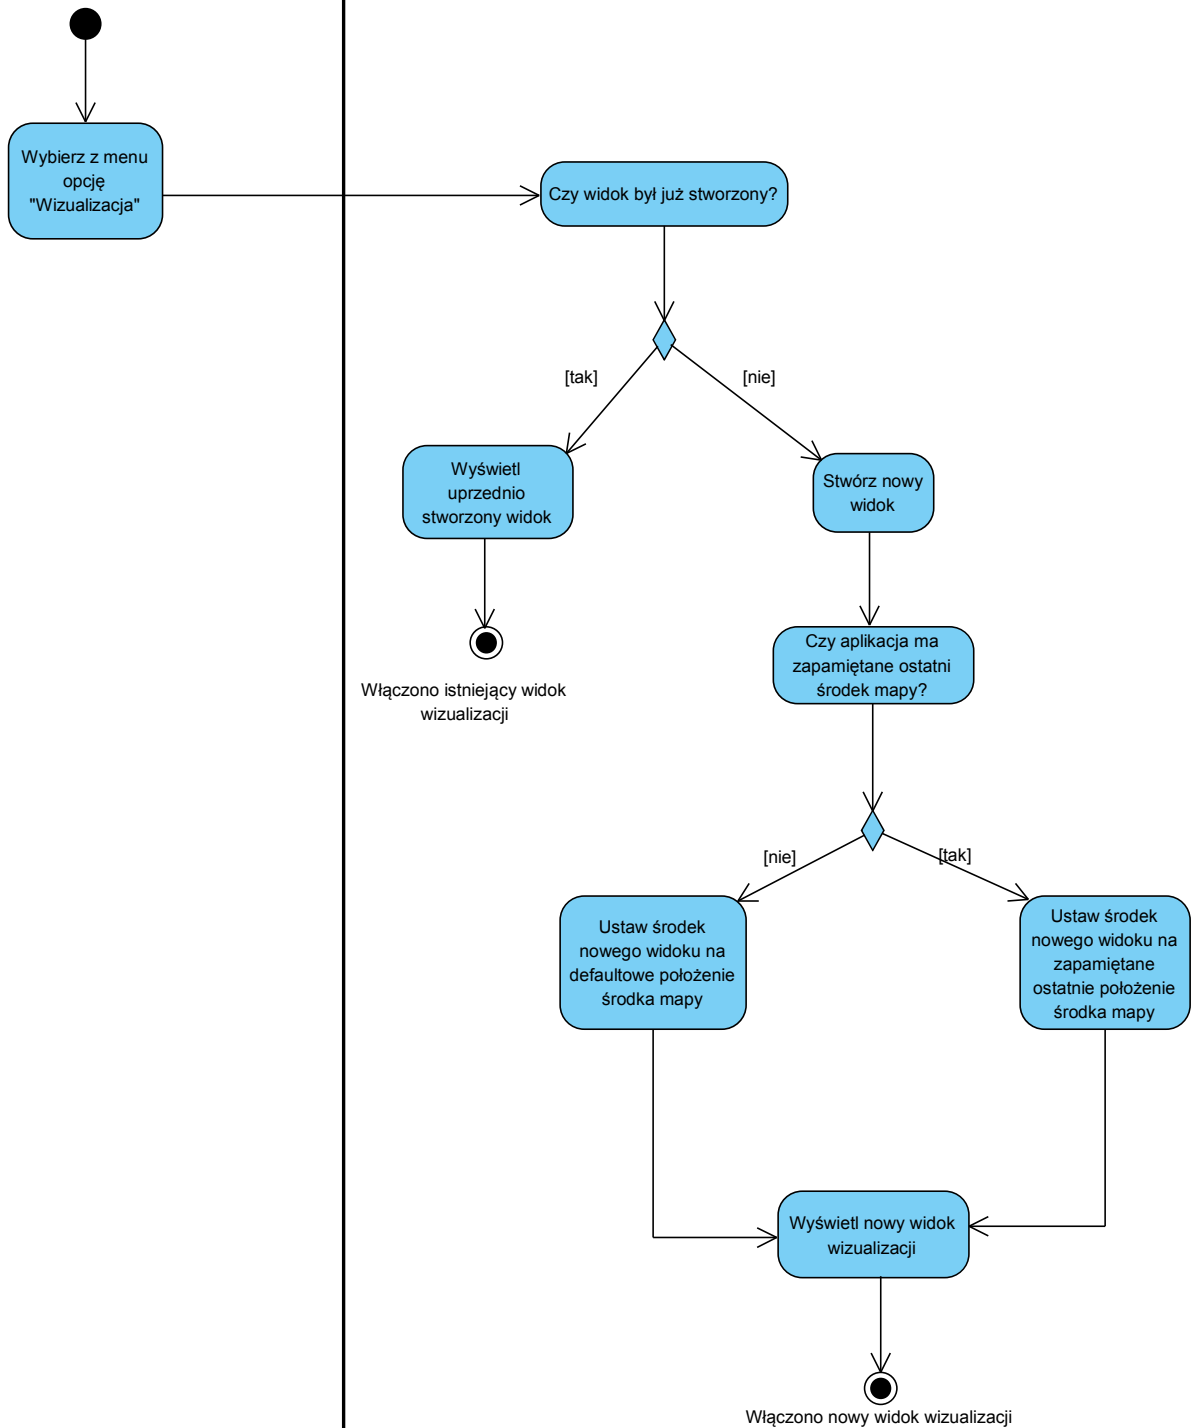 Wybierz z menu
opcję
"Wizualizacja"
Czy widok był już stworzony?
[tak]
[nie]
Wyświetl
uprzednio
stworzony widok
Stwórz nowy
widok
Włączono istniejący widok
wizualizacji
Czy aplikacja ma
zapamiętane ostatni
środek mapy?
[nie]
[tak]
Ustaw środek
nowego widoku na
defaultowe położenie
środka mapy
Ustaw środek
nowego widoku na
zapamiętane
ostatnie położenie
środka mapy
Wyświetl nowy widok
wizualizacji
Włączono nowy widok wizualizacji